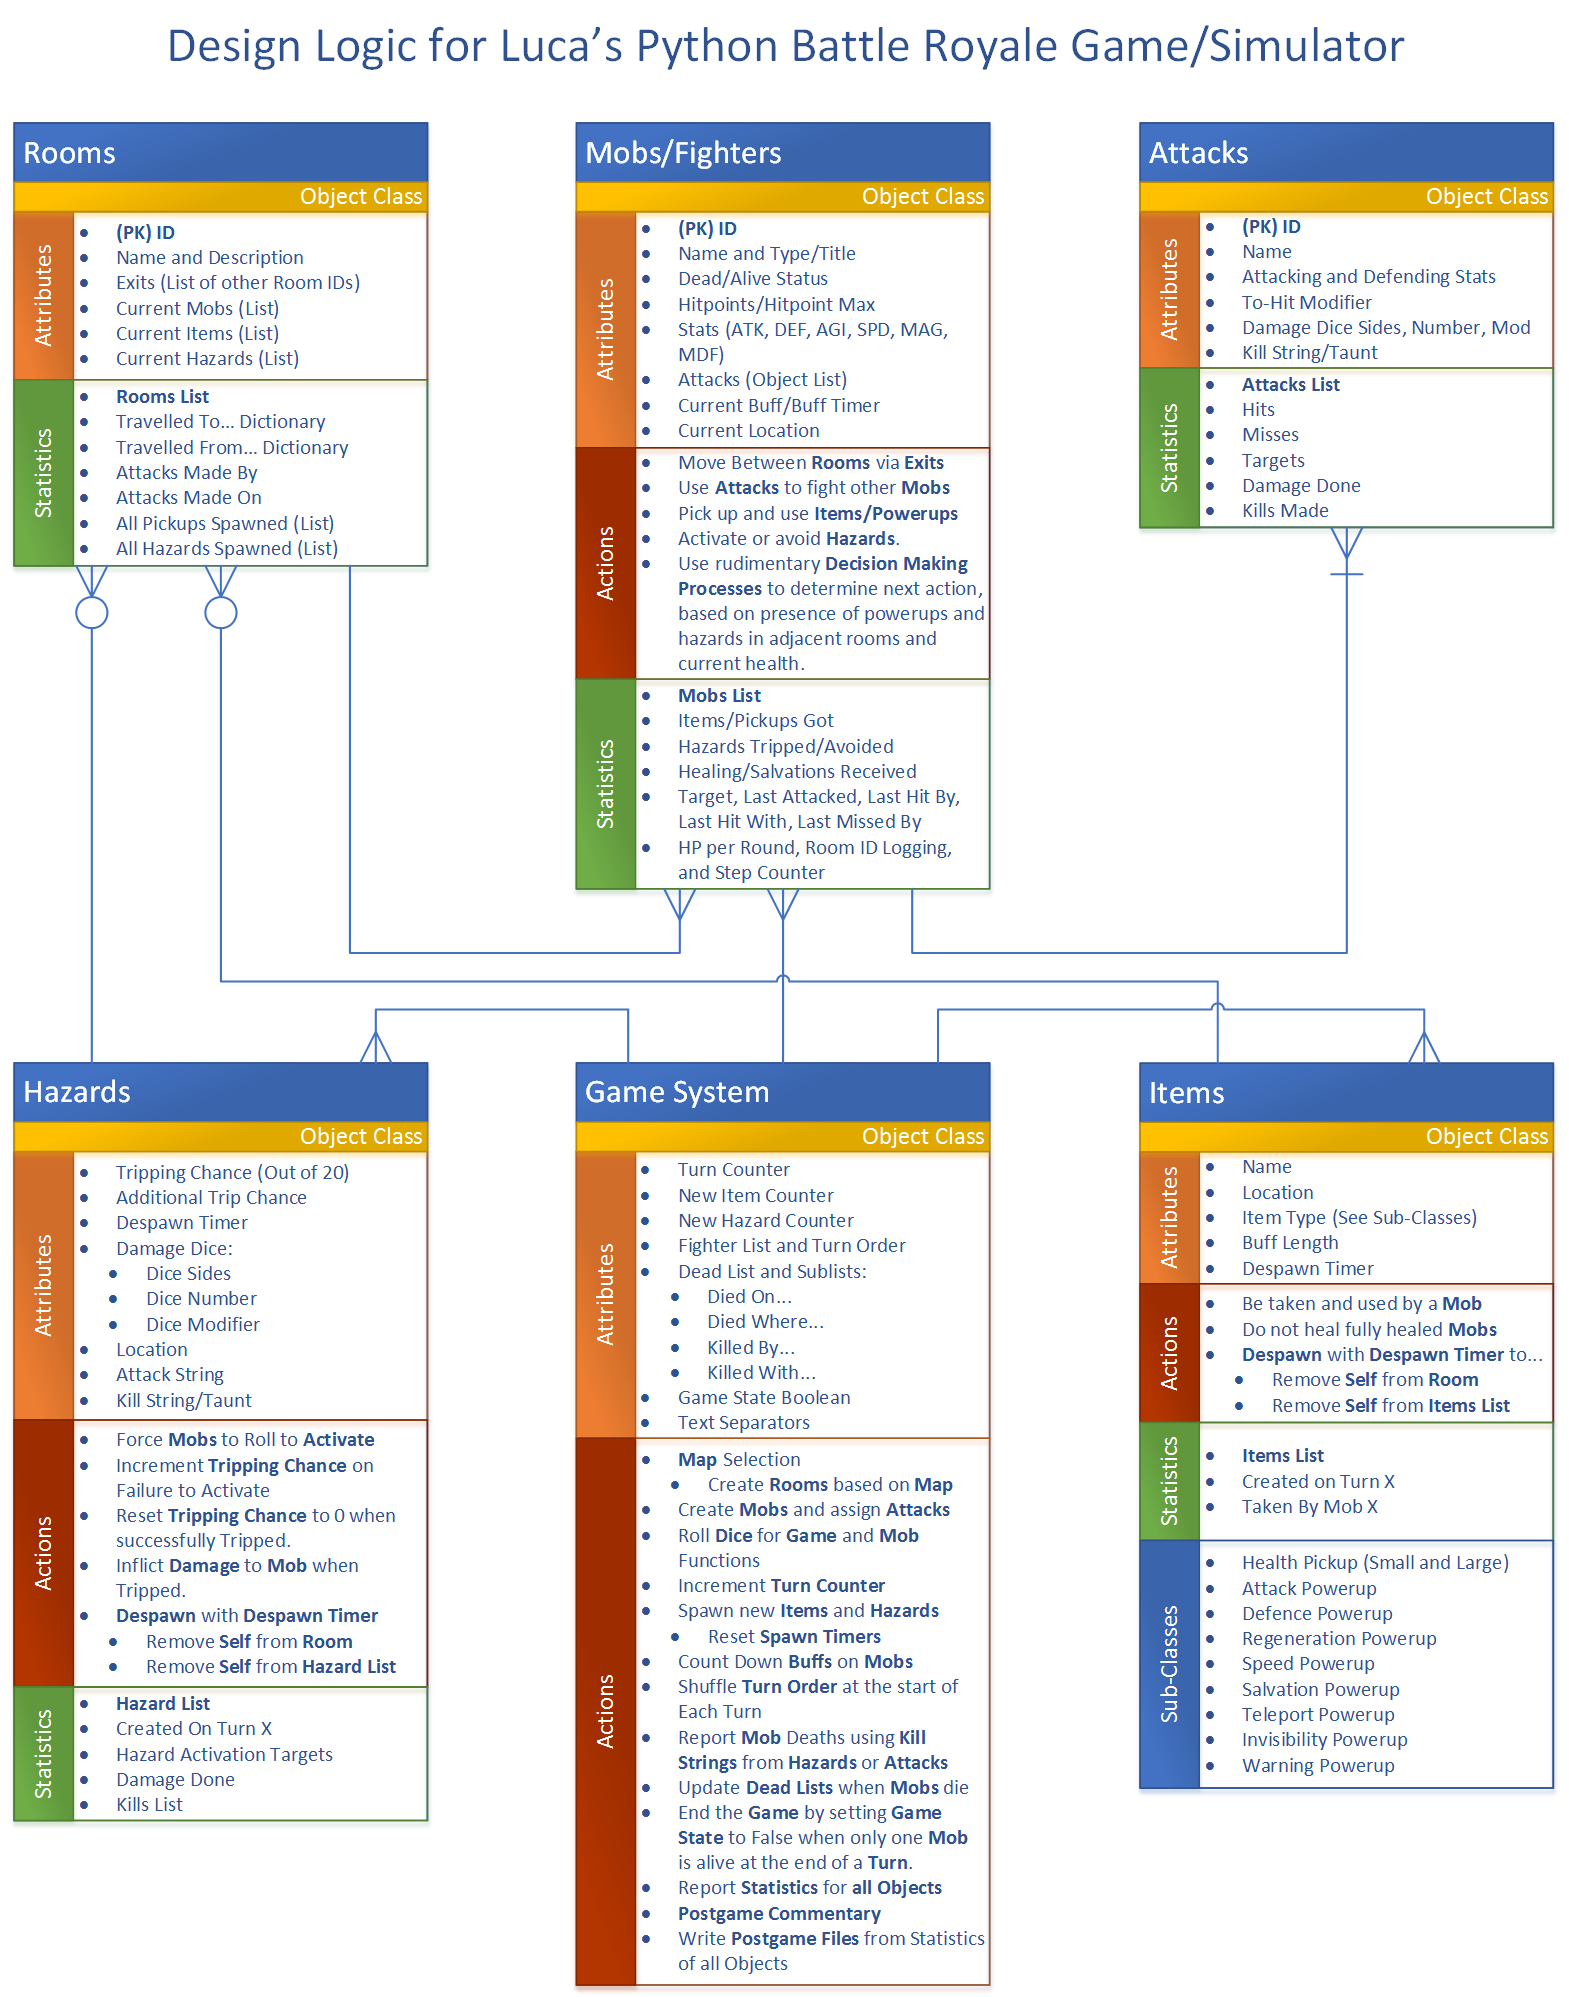 Design Logic for Luca's Python Battle Royale Game/Simulator
Rooms
Object Class
Attributes
• (PK) ID
• Name and Description
• Exits (List of other Room IDs)
• Current Mobs (List)
• Current Items (List)
• Current Hazards (List)
Statistics
• Rooms List
• Travelled To... Dictionary
• Travelled From... Dictionary
• Attacks Made By
• Attacks Made On
• All Pickups Spawned (List)
• All Hazards Spawned (List)
Mobs/Fighters
Object Class
Attributes
• (PK) ID
• Name and Type/Title
• Dead/Alive Status
• Hitpoints/Hitpoint Max
• Stats (ATK, DEF, AGI, SPD, MAG,
MDF)
• Attacks (Object List)
• Current Buff/Buff Timer
• Current Location
Actions
• Move Between Rooms via Exits
• Use Attacks to fight other Mobs
• Pick up and use Items/Powerups
• Activate or avoid Hazards.
• Use rudimentary Decision Making
Processes to determine next action,
based on presence of powerups and
hazards in adjacent rooms and
current health.
Statistics
• Mobs List
• Items/Pickups Got
• Hazards Tripped/Avoided
• Healing/Salvations Received
• Target, Last Attacked, Last Hit By,
Last Hit With, Last Missed By
• HP per Round, Room ID Logging,
and Step Counter
Attacks
Object Class
Attributes
• (PK) ID
• Name
• Attacking and Defending Stats
• To-Hit Modifier
• Damage Dice Sides, Number, Mod
• Kill String/Taunt
Statistics
• Attacks List
• Hits
• Misses
• Targets
• Damage Done
• Kills Made
Hazards
Object Class
Attributes
• Tripping Chance (Out of 20)
• Additional Trip Chance
• Despawn Timer
• Damage Dice:
• Dice Sides
• Dice Number
• Dice Modifier
• Location
• Attack String
• Kill String/Taunt
Actions
• Force Mobs to Roll to Activate
• Increment Tripping Chance on
Failure to Activate
• Reset Tripping Chance to 0 when
successfully Tripped.
• Inflict Damage to Mob when
Tripped.
• Despawn with Despawn Timer
• Remove Self from Room
• Remove Self from Hazard List
Statistics
• Hazard List
• Created On Turn X
• Hazard Activation Targets
• Damage Done
• Kills List
Game System
Object Class
Attributes
• Turn Counter
• New Item Counter
• New Hazard Counter
• Fighter List and Turn Order
• Dead List and Sublists:
• Died On...
• Died Where...
• Killed By...
• Killed With...
• Game State Boolean
• Text Separators
Actions
• Map Selection
• Create Rooms based on Map
• Create Mobs and assign Attacks
• Roll Dice for Game and Mob
Functions
• Increment Turn Counter
• Spawn new Items and Hazards
• Reset Spawn Timers
• Count Down Buffs on Mobs
• Shuffle Turn Order at the start of
Each Turn
• Report Mob Deaths using Kill
Strings from Hazards or Attacks
• Update Dead Lists when Mobs die
• End the Game by setting Game
State to False when only one Mob
is alive at the end of a Turn.
• Report Statistics for all Objects
• Postgame Commentary
• Write Postgame Files from Statistics
of all Objects
Items
Object Class
Attributes
• Name
• Location
• Item Type (See Sub-Classes)
• Buff Length
• Despawn Timer
Actions
• Be taken and used by a Mob
• Do not heal fully healed Mobs
• Despawn with Despawn Timer to...
• Remove Self from Room
• Remove Self from Items List
Statistics
• Items List
• Created on Turn X
• Taken By Mob X
Sub-Classes
• Health Pickup (Small and Large)
• Attack Powerup
• Defence Powerup
• Regeneration Powerup
• Speed Powerup
• Salvation Powerup
• Teleport Powerup
• Invisibility Powerup
• Warning Powerup